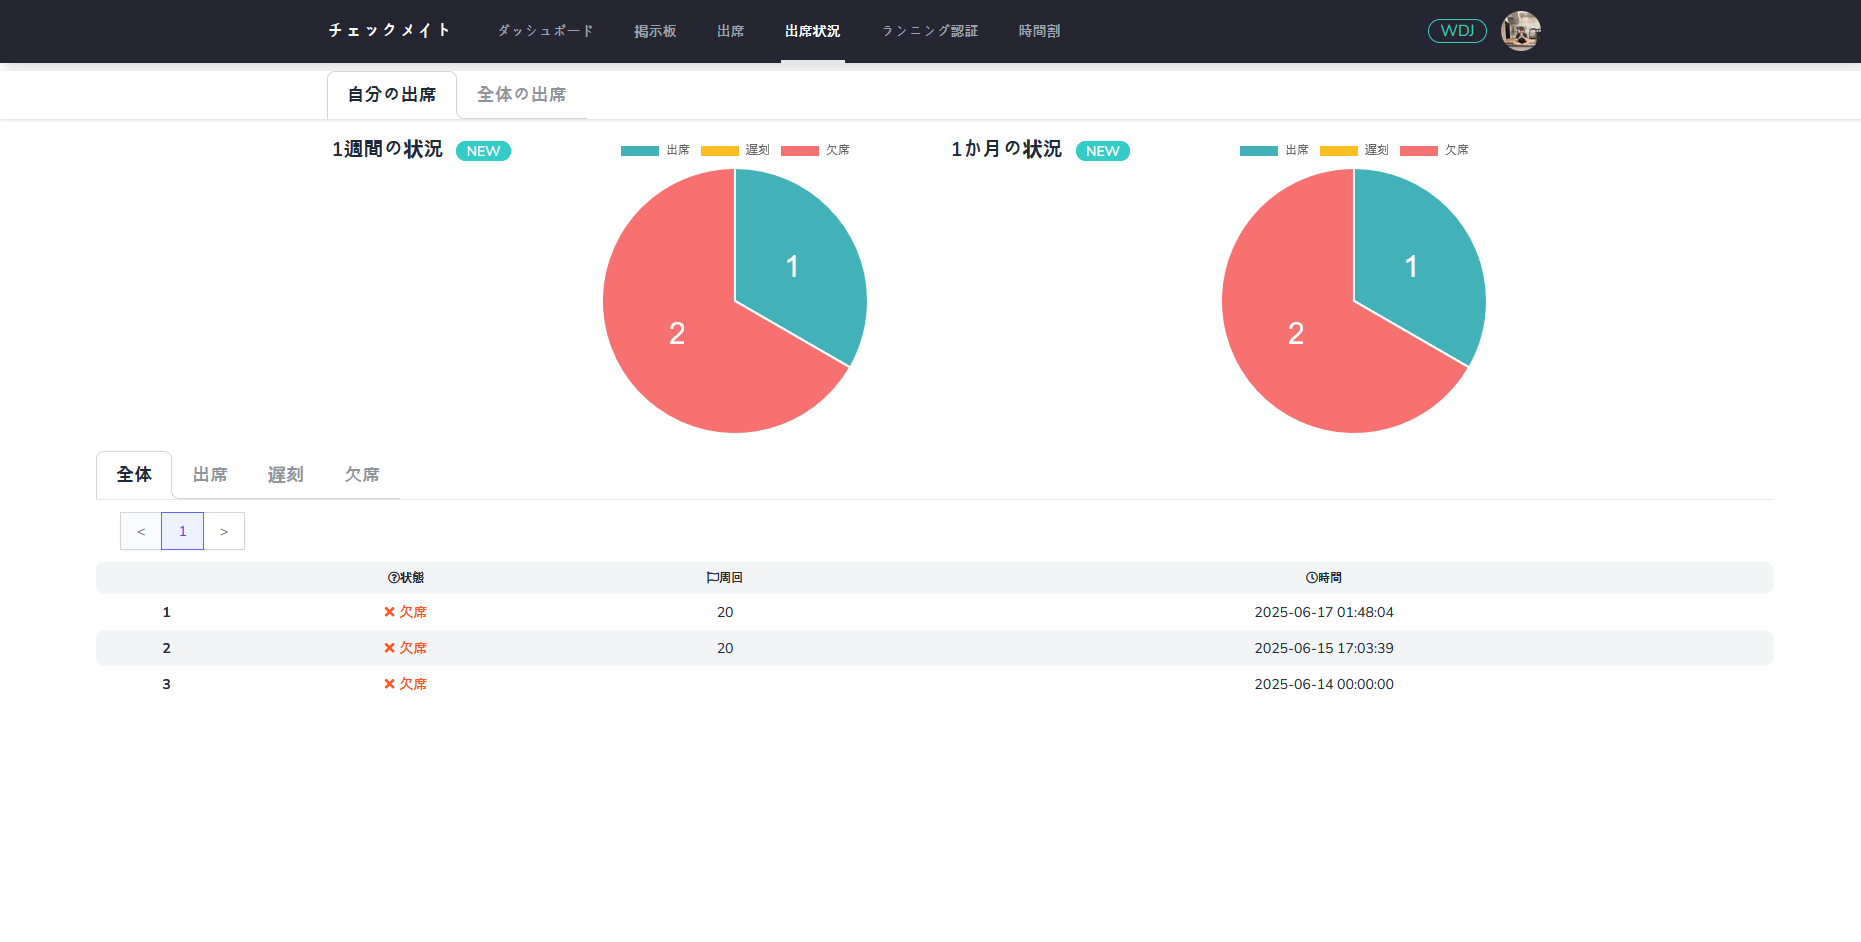 チェックメイト ダッシュボード 掲示板 出席 出席状況 ランニング認証 時間割 WDJ
自分の出席 全体の出席
1週間の状況 NEW 出席 遅刻 欠席
1か月の状況 NEW 出席 遅刻 欠席
1
2
1
2
全体 出席 遅刻 欠席
< 1 >
状態 周回 時間
1 欠席 20 2025-06-17 01:48:04
2 欠席 20 2025-06-15 17:03:39
3 欠席 2025-06-14 00:00:00